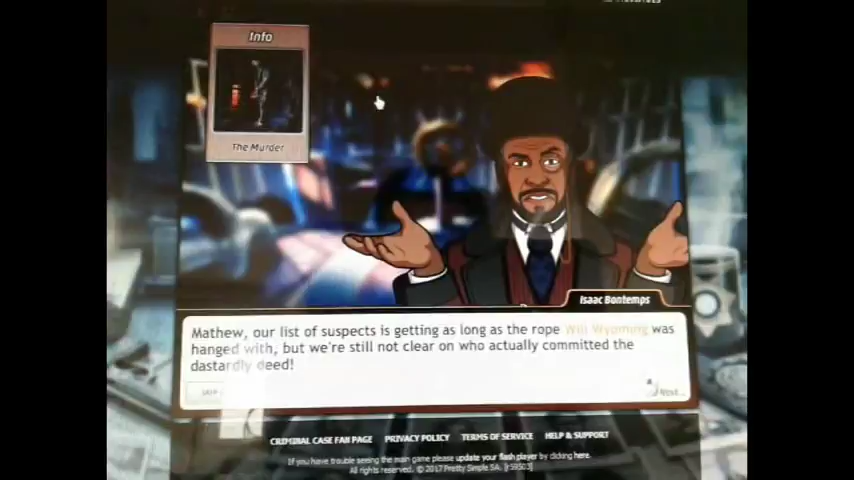 Info
The Murder
Isaac Bontemps
Mathew, our list of suspects is getting as long as the rope Will Wyoming was
hanged with, but we're still not clear on who actually committed the
dastardly deed!
SKIP
Next
CRIMINAL CASE FAN PAGE PRIVACY POLICY TERMS OF SERVICE HELP & SUPPORT
If you have trouble seeing the main game please update your flash player by clicking here.
All rights reserved. © 2017 Pretty Simple SA. [r59503]